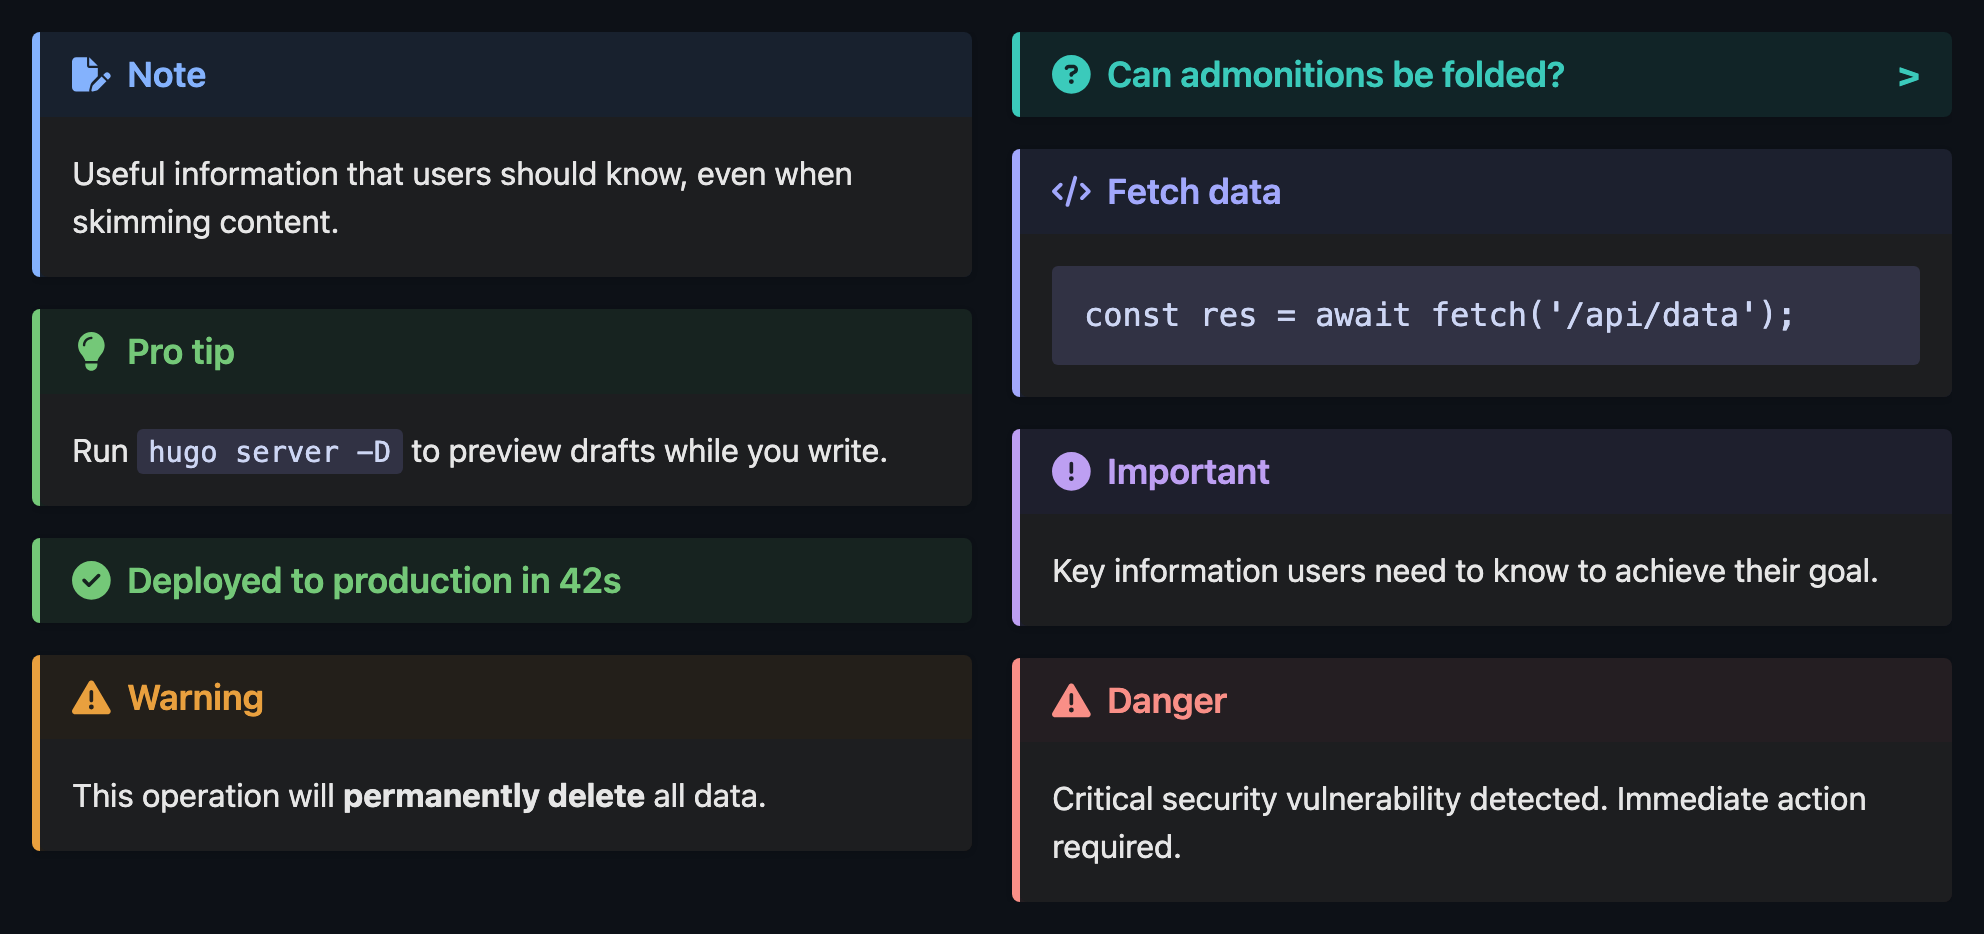 Note
Useful information that users should know, even when
skimming content.
Pro tip
Run hugo server -D to preview drafts while you write.
Deployed to production in 42s
Warning
This operation will permanently delete all data.
Can admonitions be folded? >
</> Fetch data
const res = await fetch('/api/data');
Important
Key information users need to know to achieve their goal.
Danger
Critical security vulnerability detected. Immediate action
required.